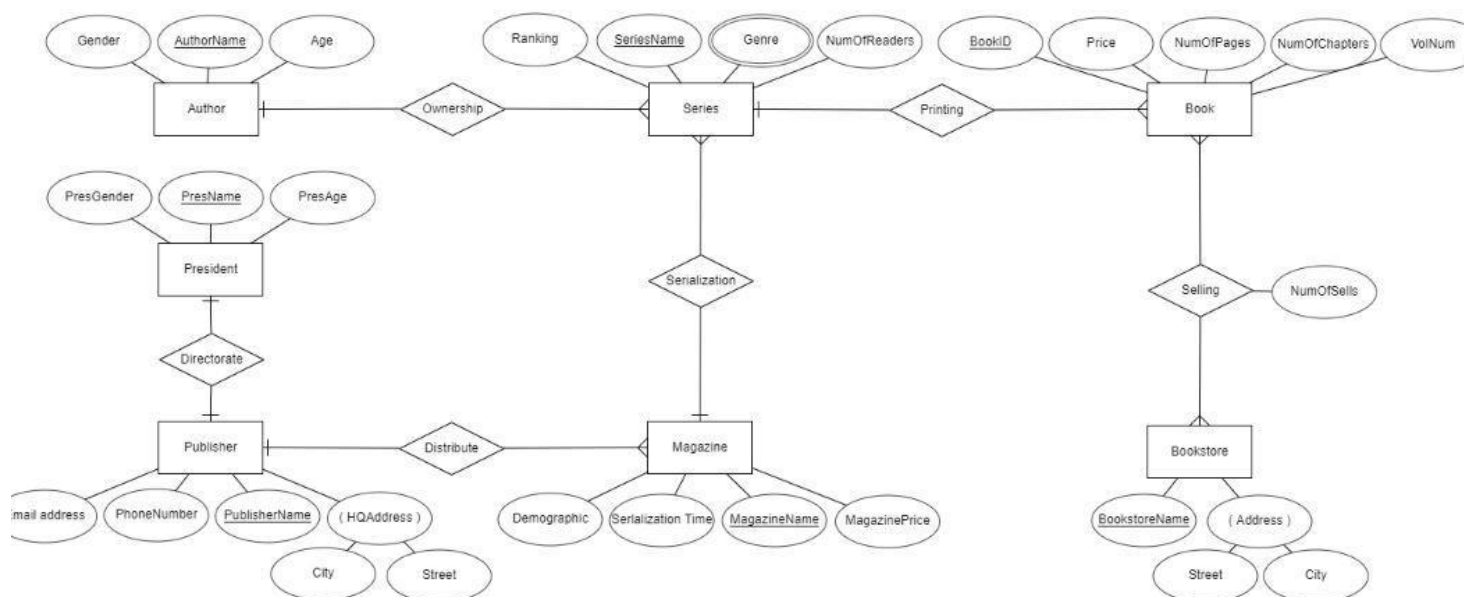 Gender
AuthorName
Age
Ranking
SeriesName
Genre
NumOfReaders
BookID
Price
NumOfPages
NumOfChapters
VolNum
Author
Ownership
Series
Printing
Book
PresGender
PresName
PresAge
President
Serialization
Selling
NumOfSells
Directorate
Publisher
Distribute
Magazine
Bookstore
mail address
PhoneNumber
PublisherName
( HQAddress )
Demographic
Serialization Time
MagazineName
MagazinePrice
BookstoreName
( Address )
City
Street
Street
City